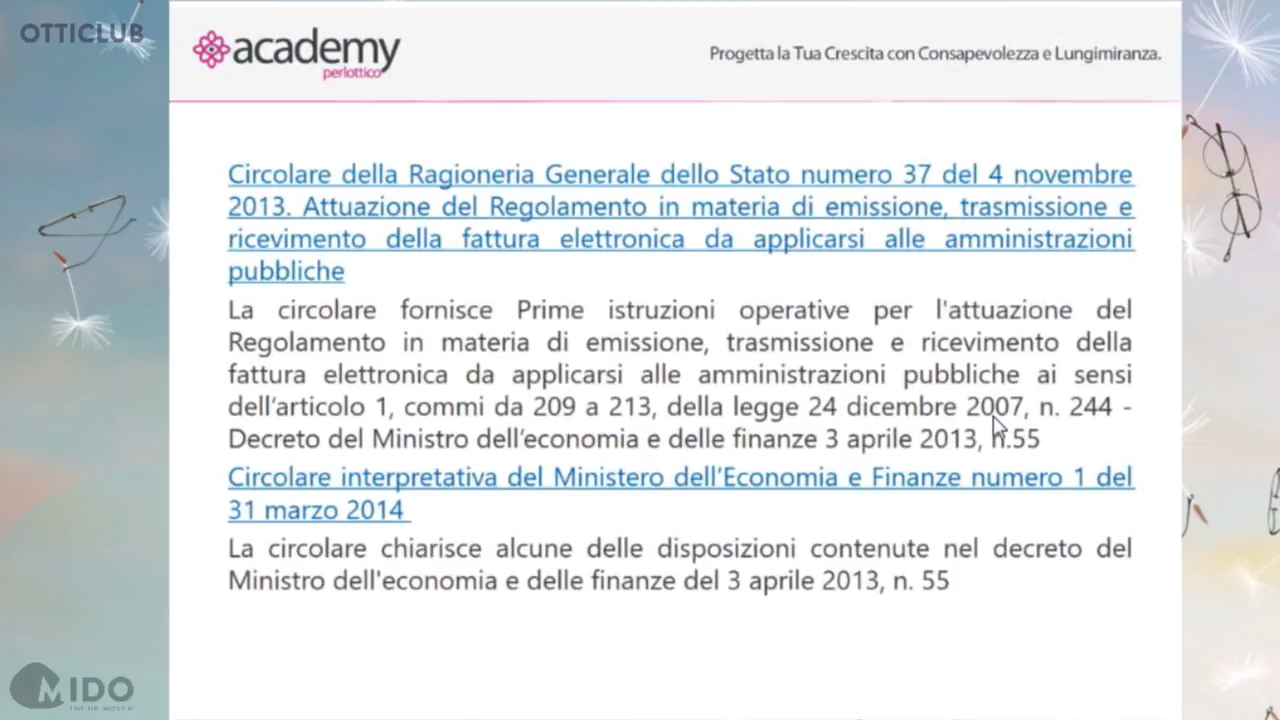 OTTICLUB
academy
perlottico
Progetta la Tua Crescita con Consapevolezza e Lungimiranza.
Circolare della Ragioneria Generale dello Stato numero 37 del 4 novembre
2013. Attuazione del Regolamento in materia di emissione, trasmissione e
ricevimento della fattura elettronica da applicarsi alle amministrazioni
pubbliche
La circolare fornisce Prime istruzioni operative per l'attuazione del
Regolamento in materia di emissione, trasmissione e ricevimento della
fattura elettronica da applicarsi alle amministrazioni pubbliche ai sensi
dell’articolo 1, commi da 209 a 213, della legge 24 dicembre 2007, n. 244 -
Decreto del Ministro dell’economia e delle finanze 3 aprile 2013, n.55
Circolare interpretativa del Ministero dell’Economia e Finanze numero 1 del
31 marzo 2014
La circolare chiarisce alcune delle disposizioni contenute nel decreto del
Ministro dell'economia e delle finanze del 3 aprile 2013, n. 55
MIDO